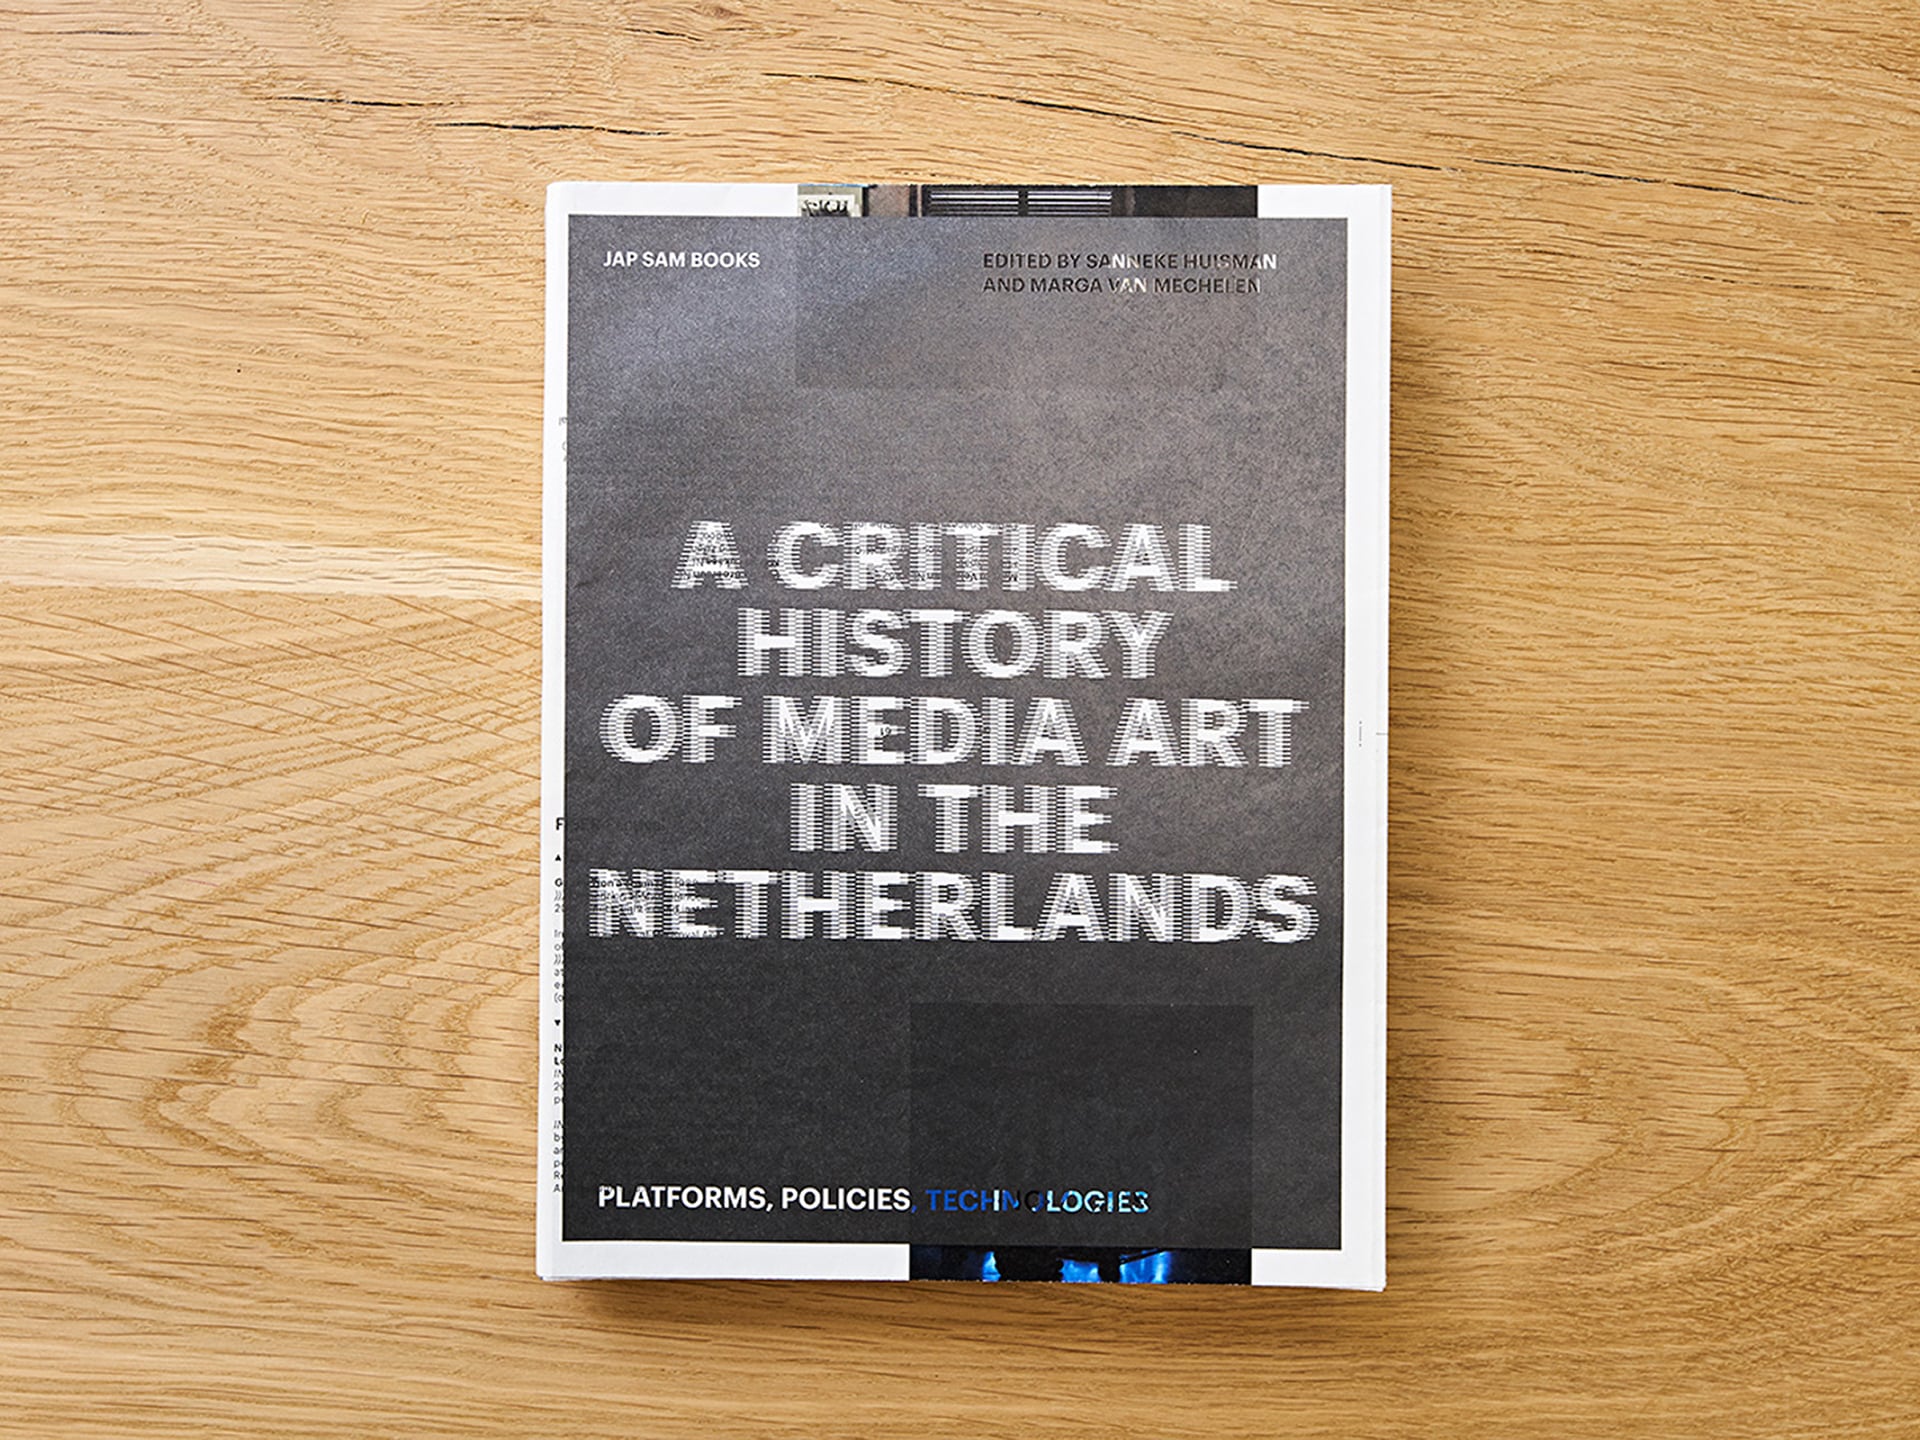 JAP SAM BOOKS
EDITED BY SANNEKE HUISMAN
AND MARGA VAN MECHELEN
A CRITICAL
HISTORY
OF MEDIA ART
IN THE
NETHERLANDS
PLATFORMS, POLICIES, TECHNOLOGIES